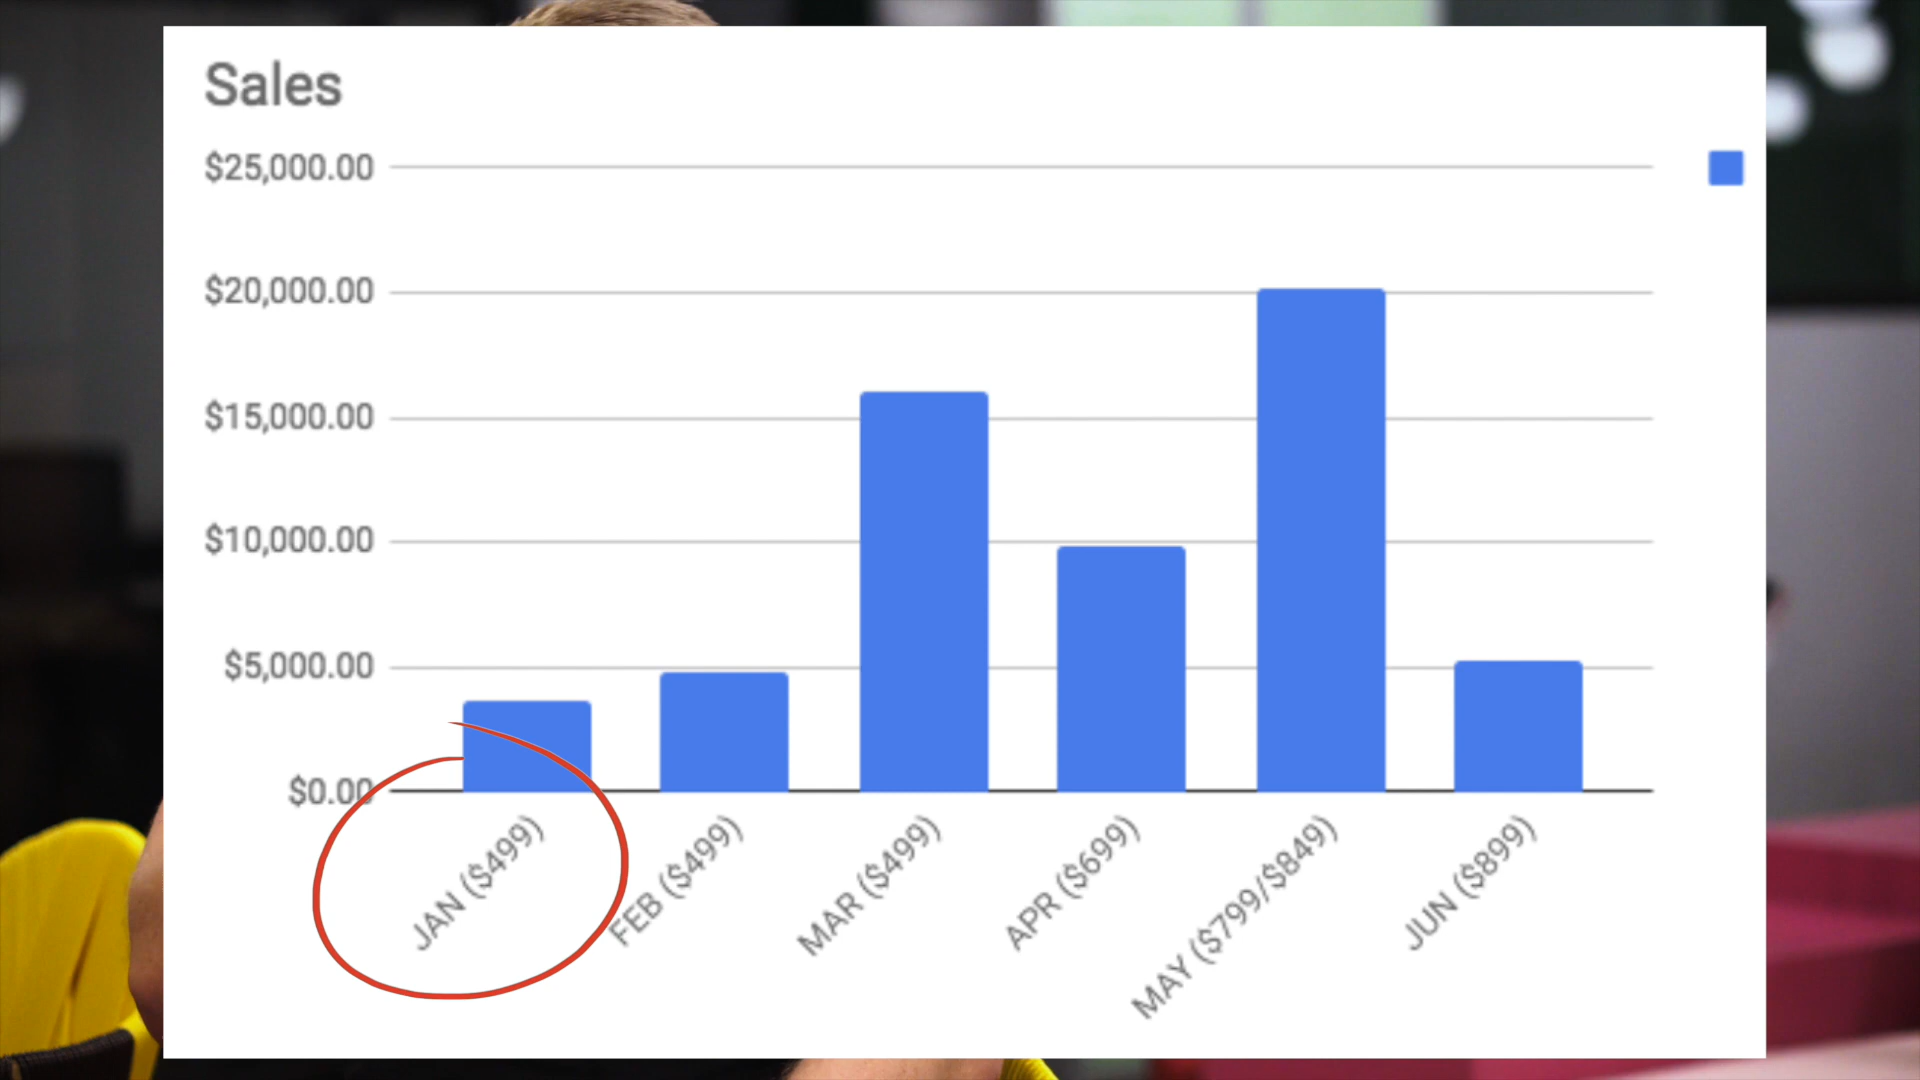 Sales
$25,000.00
$20,000.00
$15,000.00
$10,000.00
$5,000.00
$0.00
JAN ($499)
FEB ($499)
MAR ($499)
APR ($699)
MAY ($799/$849)
JUN ($899)